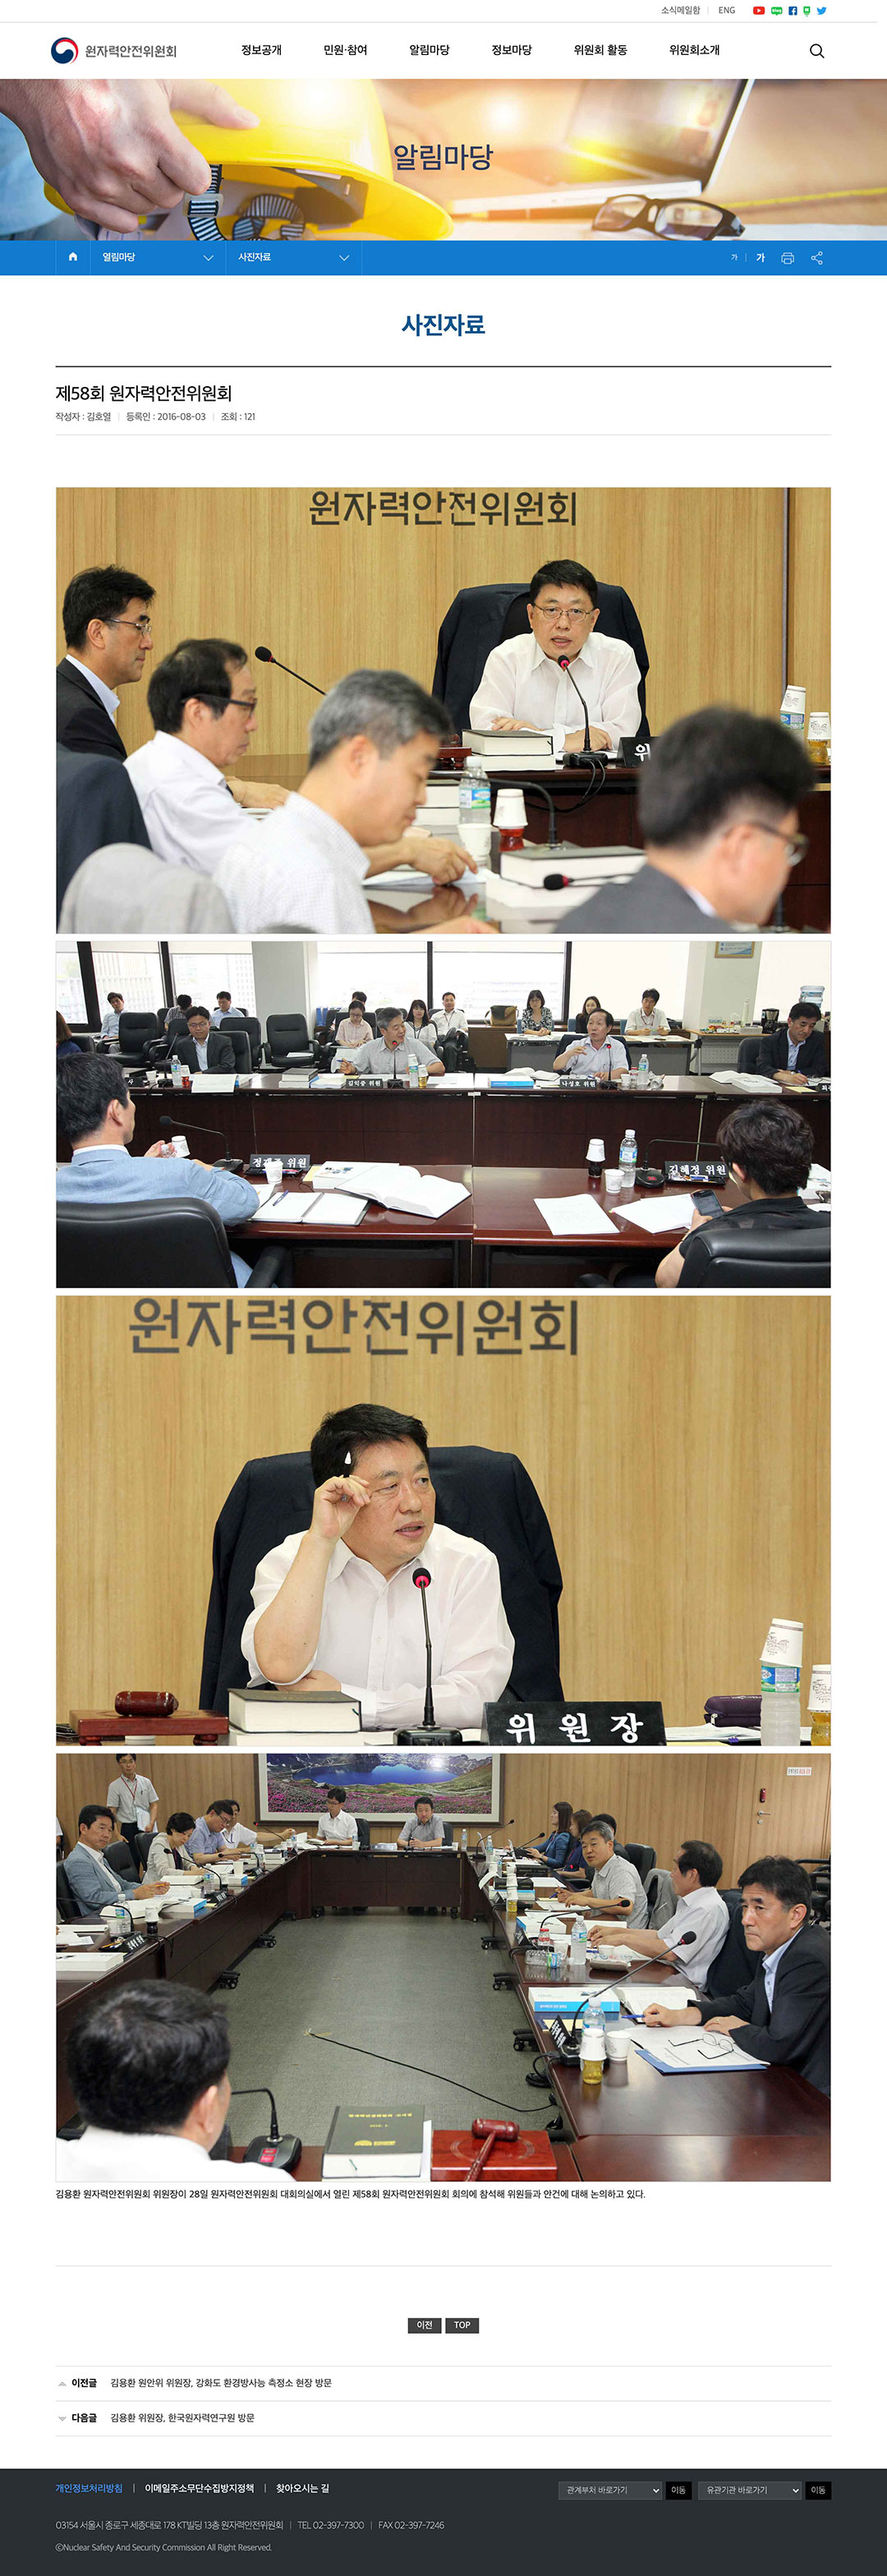 소식메일함 | ENG
원자력안전위원회
정보공개 민원·참여 알림마당 정보마당 위원회 활동 위원회소개
알림마당
열림마당 사진자료 가 | 가
사진자료
제58회 원자력안전위원회
작성자 : 김호열 | 등록인 : 2016-08-03 | 조회 : 121
원자력안전위원회
위
김익중 위원
나성호 위원
위원
김혜정 위원
원자력안전위원회
위원장
김용환 원자력안전위원회 위원장이 28일 원자력안전위원회 대회의실에서 열린 제58회 원자력안전위원회 회의에 참석해 위원들과 안건에 대해 논의하고 있다.
이전 TOP
이전글 김용환 원안위 위원장, 강화도 환경방사능 측정소 현장 방문
다음글 김용환 위원장, 한국원자력연구원 방문
개인정보처리방침 | 이메일주소무단수집방지정책 | 찾아오시는 길
관계부처 바로가기 이동 유관기관 바로가기 이동
03154 서울시 종로구 세종대로 178 KT빌딩 13층 원자력안전위원회 | TEL 02-397-7300 | FAX 02-397-7246
©Nuclear Safety And Security Commission All Right Reserved.